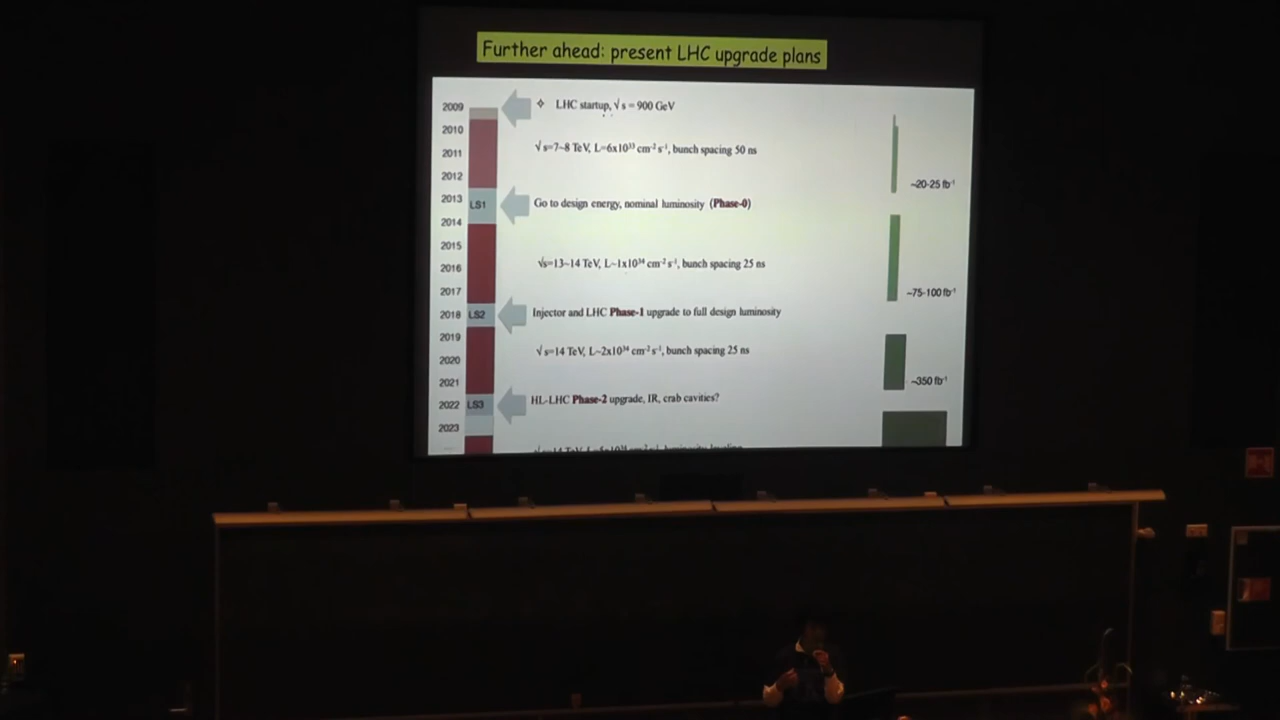 Further ahead: present LHC upgrade plans
2009
❖ LHC startup, √s = 900 GeV
2010
√s=7~8 TeV, L=6x10³³ cm⁻² s⁻¹, bunch spacing 50 ns
2011
2012
~20-25 fb⁻¹
2013
LS1
Go to design energy, nominal luminosity (Phase-0)
2014
2015
√s=13~14 TeV, L~1x10³⁴ cm⁻² s⁻¹, bunch spacing 25 ns
2016
2017
~75-100 fb⁻¹
2018
LS2
Injector and LHC Phase-1 upgrade to full design luminosity
2019
√s=14 TeV, L~2x10³⁴ cm⁻² s⁻¹, bunch spacing 25 ns
2020
2021
~350 fb⁻¹
2022
LS3
HL-LHC Phase-2 upgrade, IR, crab cavities?
2023